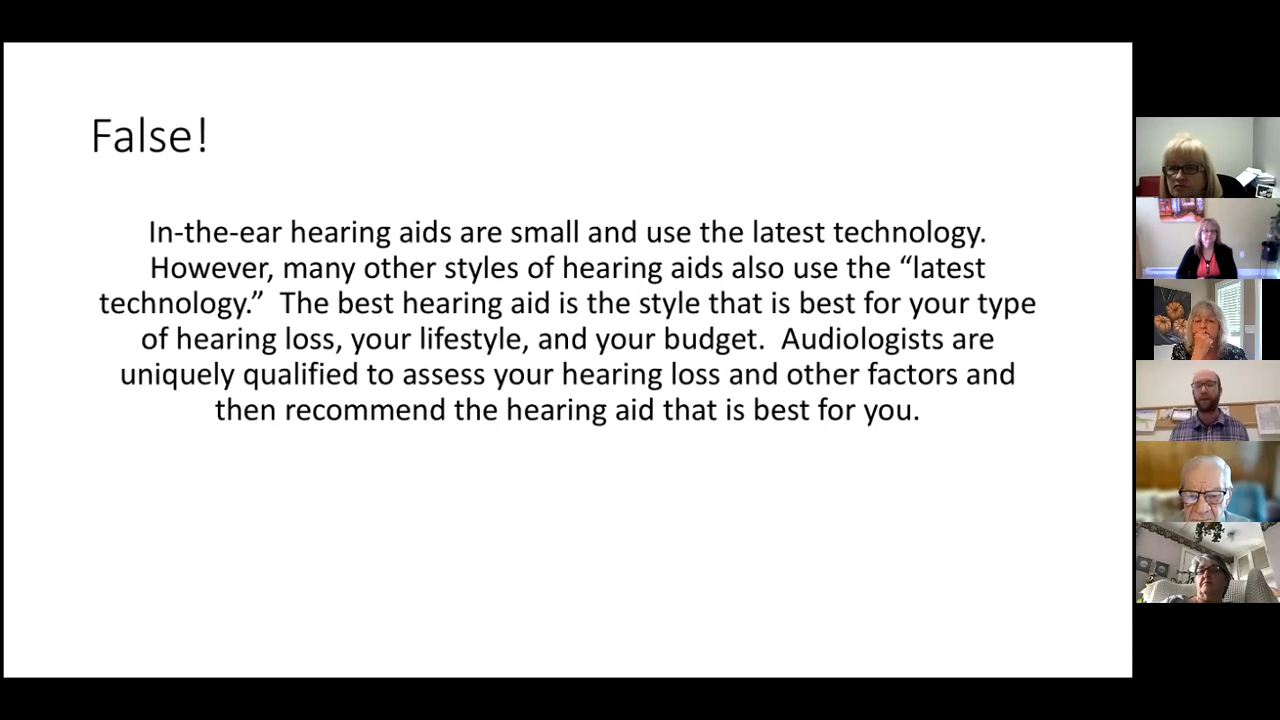 False!
In-the-ear hearing aids are small and use the latest technology.
However, many other styles of hearing aids also use the “latest
technology.”  The best hearing aid is the style that is best for your type
of hearing loss, your lifestyle, and your budget.  Audiologists are
uniquely qualified to assess your hearing loss and other factors and
then recommend the hearing aid that is best for you.